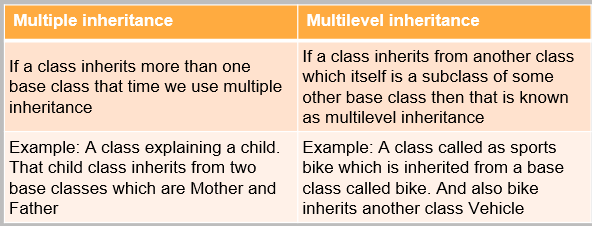 Multiple inheritance
Multilevel inheritance
If a class inherits more than one
base class that time we use multiple
inheritance
If a class inherits from another class
which itself is a subclass of some
other base class then that is known
as multilevel inheritance
Example: A class explaining a child.
That child class inherits from two
base classes which are Mother and
Father
Example: A class called as sports
bike which is inherited from a base
class called bike. And also bike
inherits another class Vehicle